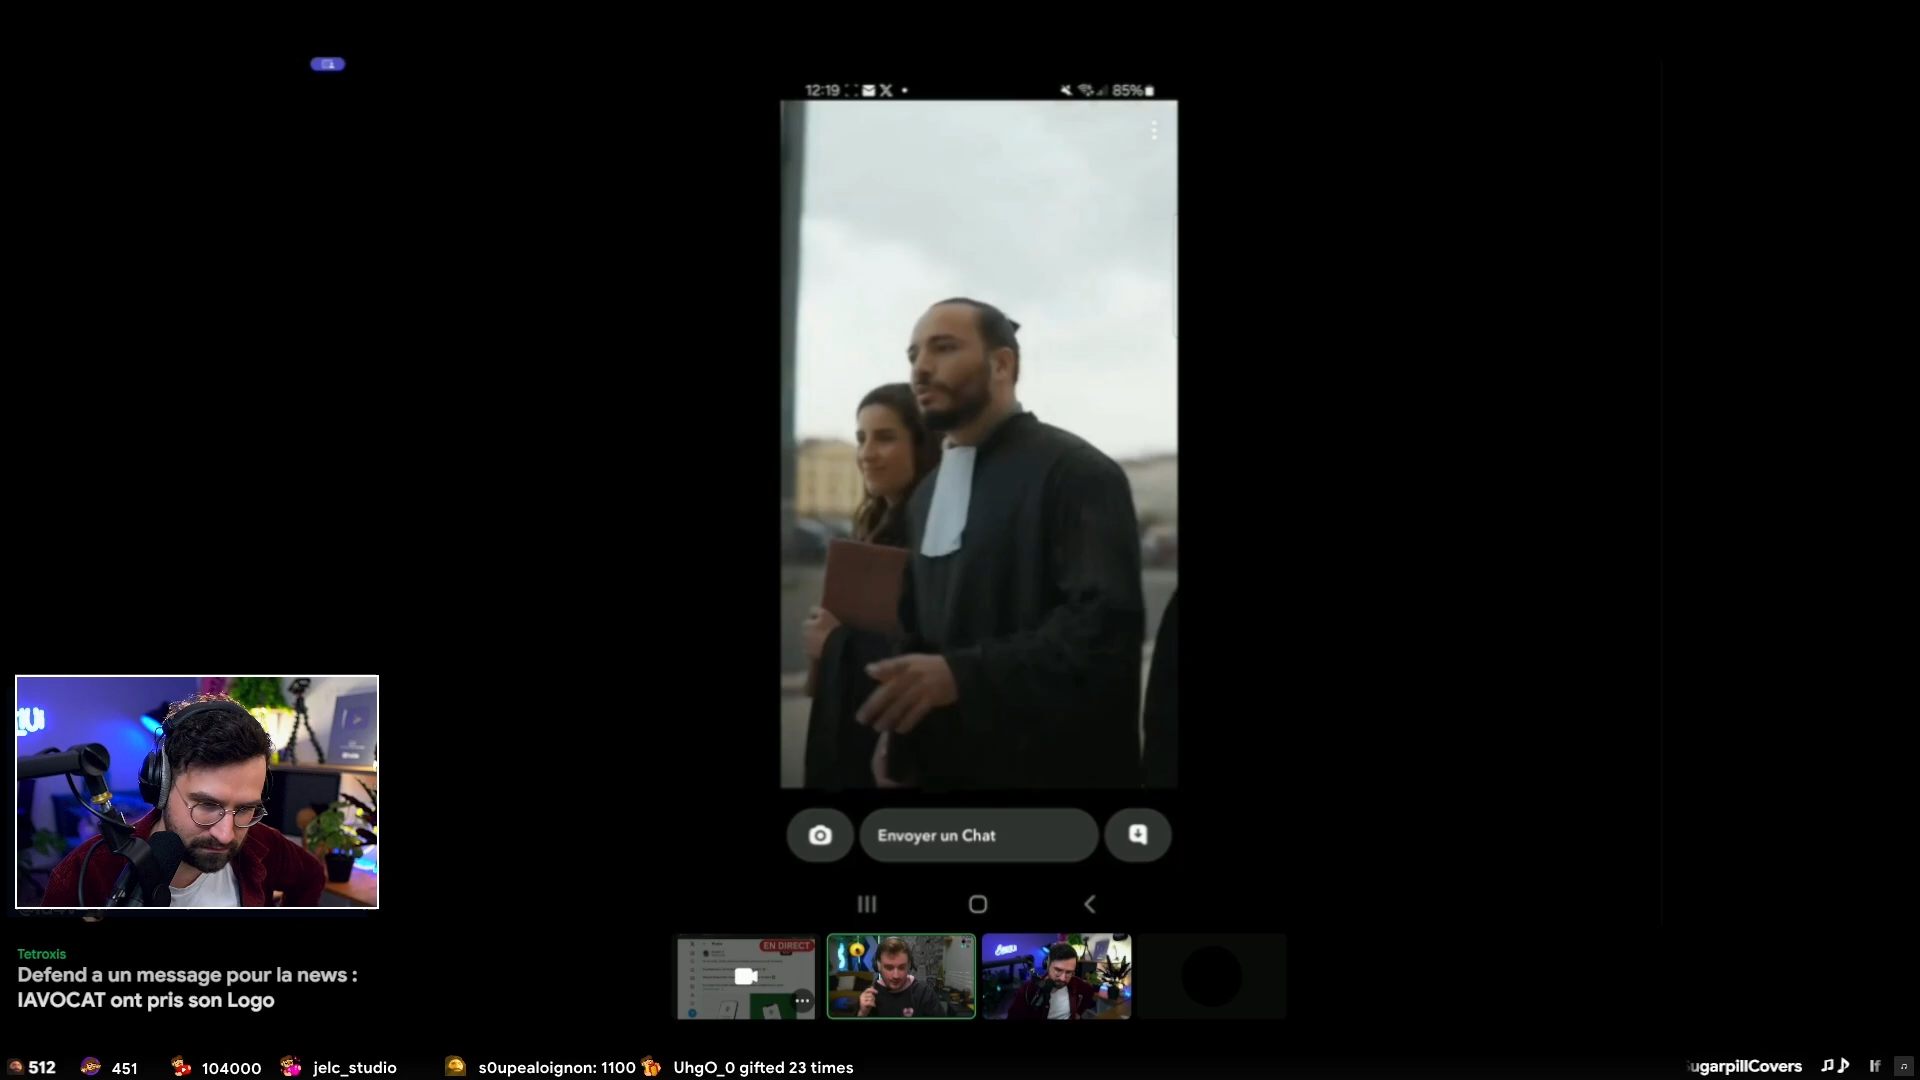 12:19
85%
Envoyer un Chat
EN DIRECT
Tetroxis
Defend a un message pour la news :
IAVOCAT ont pris son Logo
512
451
104000
jelc_studio
s0upealoignon: 1100
UhgO_0 gifted 23 times
ugarpillCovers
If